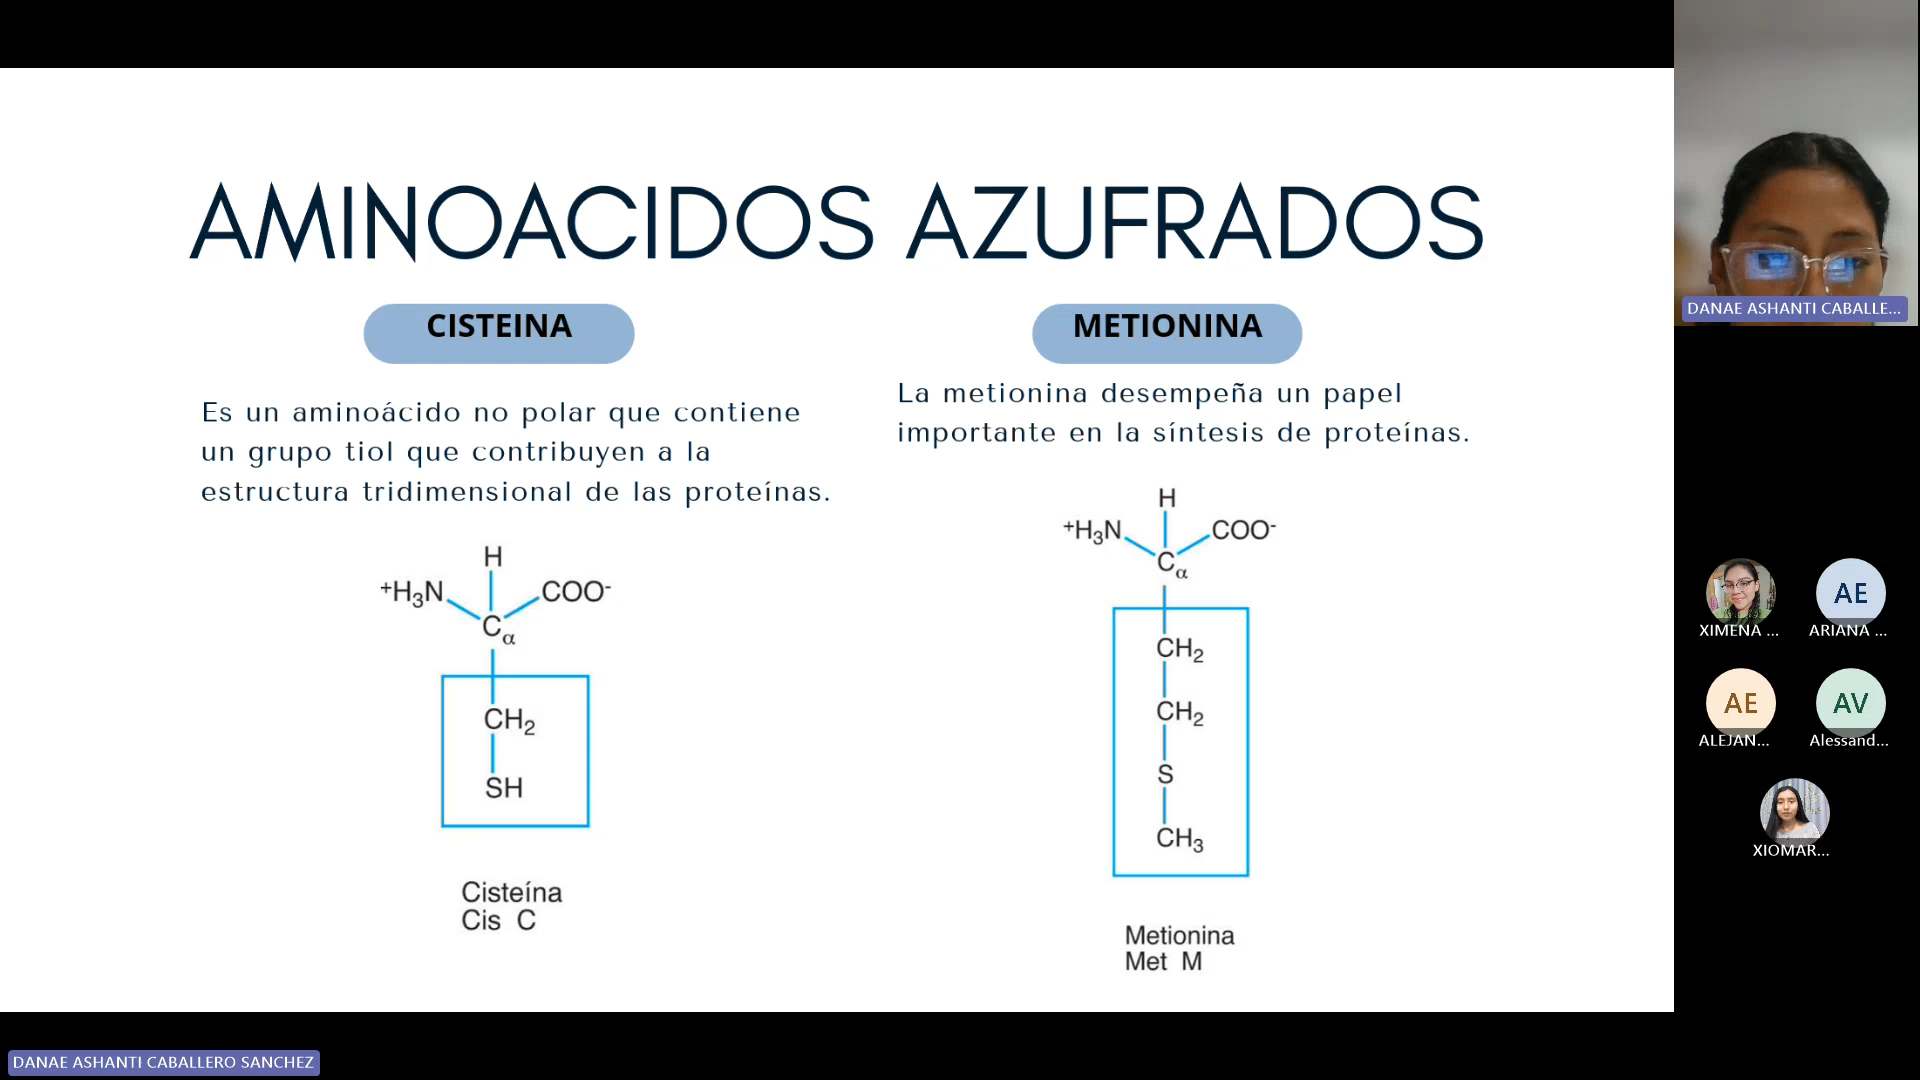 AMINOACIDOS AZUFRADOS
CISTEINA
Es un aminoácido no polar que contiene
un grupo tiol que contribuyen a la
estructura tridimensional de las proteínas.
H
⁺H₃N
COO⁻
Cα
CH₂
SH
Cisteína
Cis C
METIONINA
La metionina desempeña un papel
importante en la síntesis de proteínas.
H
⁺H₃N
COO⁻
Cα
CH₂
CH₂
S
CH₃
Metionina
Met M
DANAE ASHANTI CABALLE...
XIMENA ...
AE
ARIANA ...
AE
ALEJAN...
AV
Alessand...
XIOMAR...
DANAE ASHANTI CABALLERO SANCHEZ